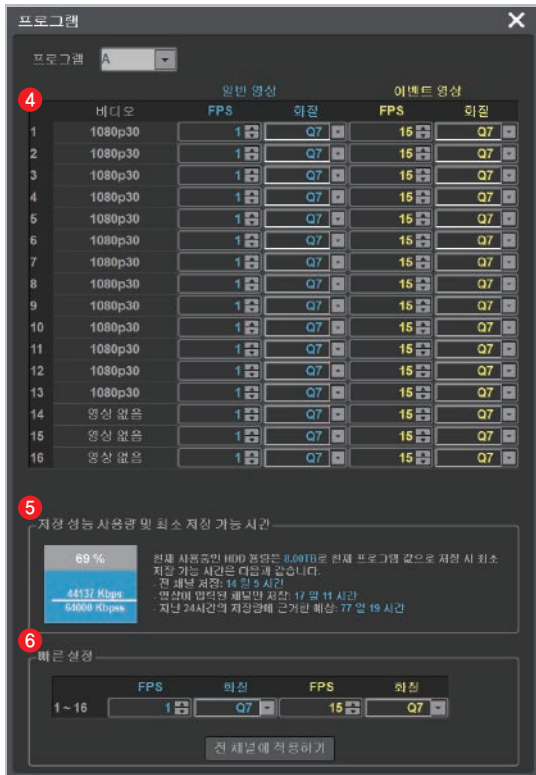 프로그램
프로그램 A
4
일반 영상 이벤트 영상
비디오 FPS 화질 FPS 화질
1 1080p30 1 Q7 15 Q7
2 1080p30 1 Q7 15 Q7
3 1080p30 1 Q7 15 Q7
4 1080p30 1 Q7 15 Q7
5 1080p30 1 Q7 15 Q7
6 1080p30 1 Q7 15 Q7
7 1080p30 1 Q7 15 Q7
8 1080p30 1 Q7 15 Q7
9 1080p30 1 Q7 15 Q7
10 1080p30 1 Q7 15 Q7
11 1080p30 1 Q7 15 Q7
12 1080p30 1 Q7 15 Q7
13 1080p30 1 Q7 15 Q7
14 영상 없음 1 Q7 15 Q7
15 영상 없음 1 Q7 15 Q7
16 영상 없음 1 Q7 15 Q7
5
저장 성능 사용량 및 최소 저장 가능 시간
69 %
44137 Kbps
64000 Kbpss
현재 사용중인 HDD 용량은 8.00TB로 현재 프로그램 값으로 저장 시 최소
저장 가능 시간은 다음과 같습니다.
- 전 채널 저장: 14 일 5 시간
- 영상이 입력된 채널만 저장: 17 일 11 시간
- 지난 24시간의 저장량에 근거한 예상: 77 일 19 시간
6
빠른 설정
FPS 화질 FPS 화질
1 ~ 16 1 Q7 15 Q7
전 채널에 적용하기